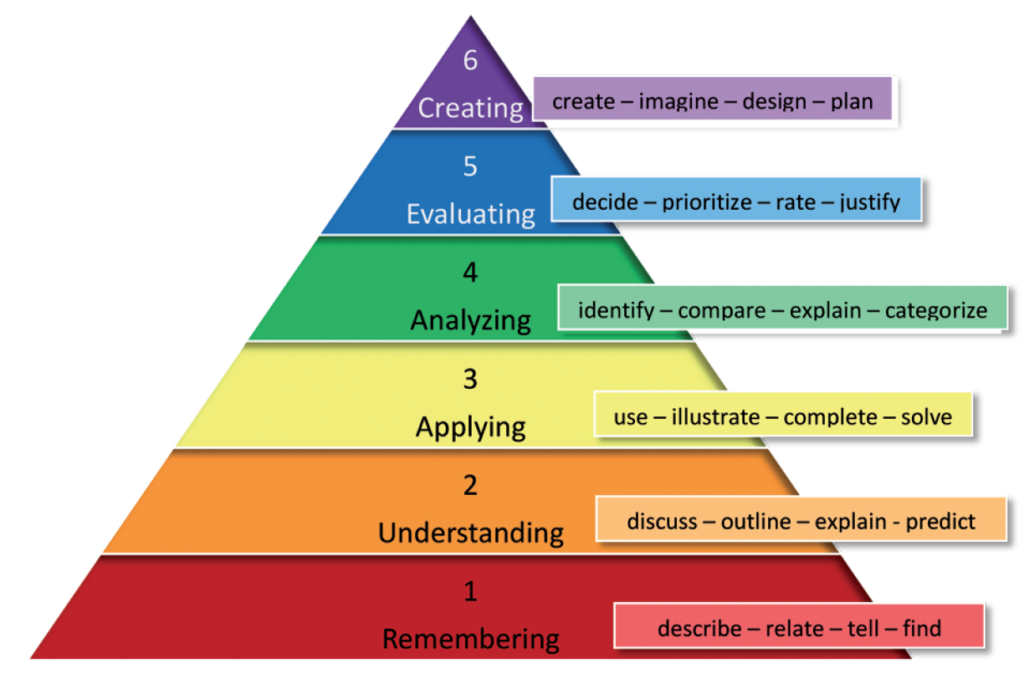 6
Creating
create – imagine – design – plan
5
Evaluating
decide – prioritize – rate – justify
4
Analyzing
identify – compare – explain – categorize
3
Applying
use – illustrate – complete – solve
2
Understanding
discuss – outline – explain - predict
1
Remembering
describe – relate – tell – find